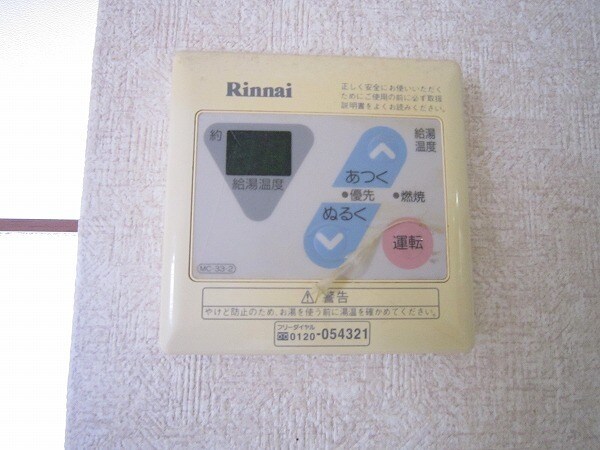 Rinnai
正しく安全にお使いいただく
ためにご使用の前に必ず取扱
説明書をよくお読みください。
約
給湯温度
給湯
温度
あつく
●優先 ●燃焼
ぬるく
運転
MC-33-2
⚠警告
やけど防止のため、お湯を使う前に湯温を確かめてください。
フリーダイヤル
0120-054321